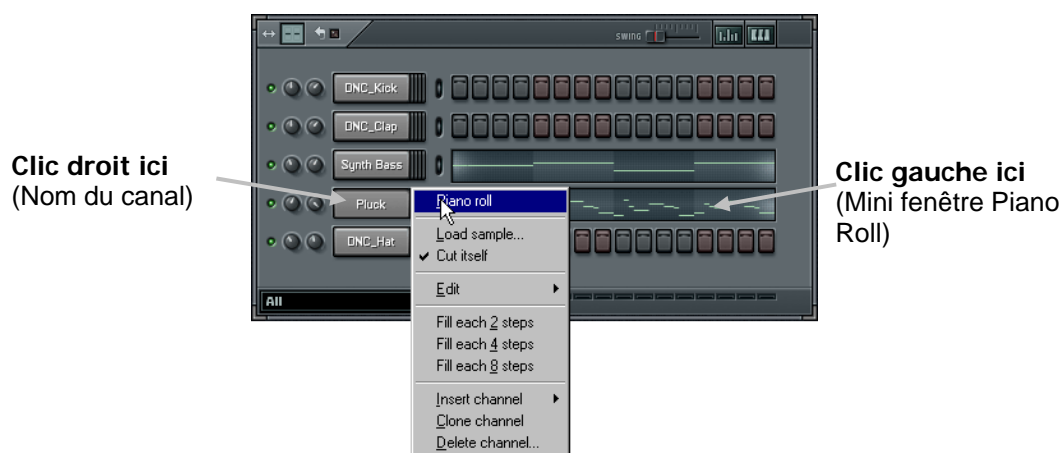 SWING
DNC_Kick
DNC_Clap
Synth Bass
Pluck
DNC_Hat
All
Clic droit ici
(Nom du canal)
Piano roll
Load sample...
Cut itself
Edit
Fill each 2 steps
Fill each 4 steps
Fill each 8 steps
Insert channel
Clone channel
Delete channel...
Clic gauche ici
(Mini fenêtre Piano
Roll)